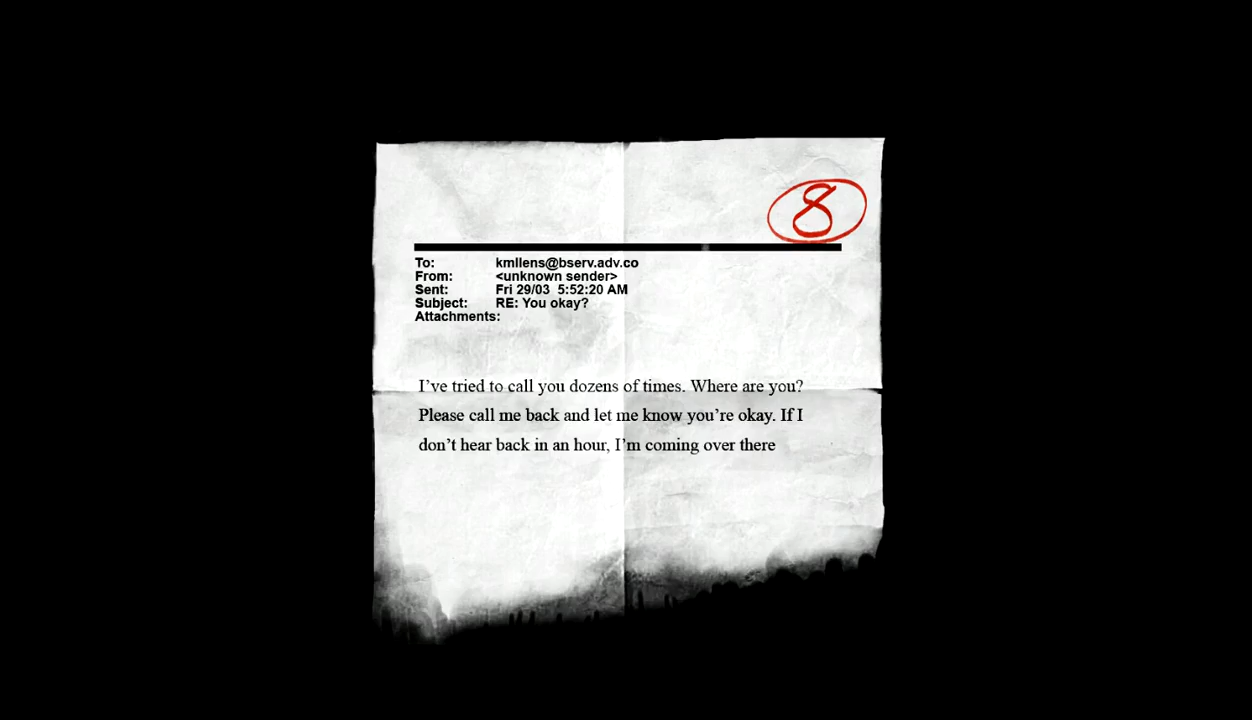 8
To: kmllens@bserv.adv.co
From: <unknown sender>
Sent: Fri 29/03 5:52:20 AM
Subject: RE: You okay?
Attachments:
I’ve tried to call you dozens of times. Where are you?
Please call me back and let me know you’re okay. If I
don’t hear back in an hour, I’m coming over there